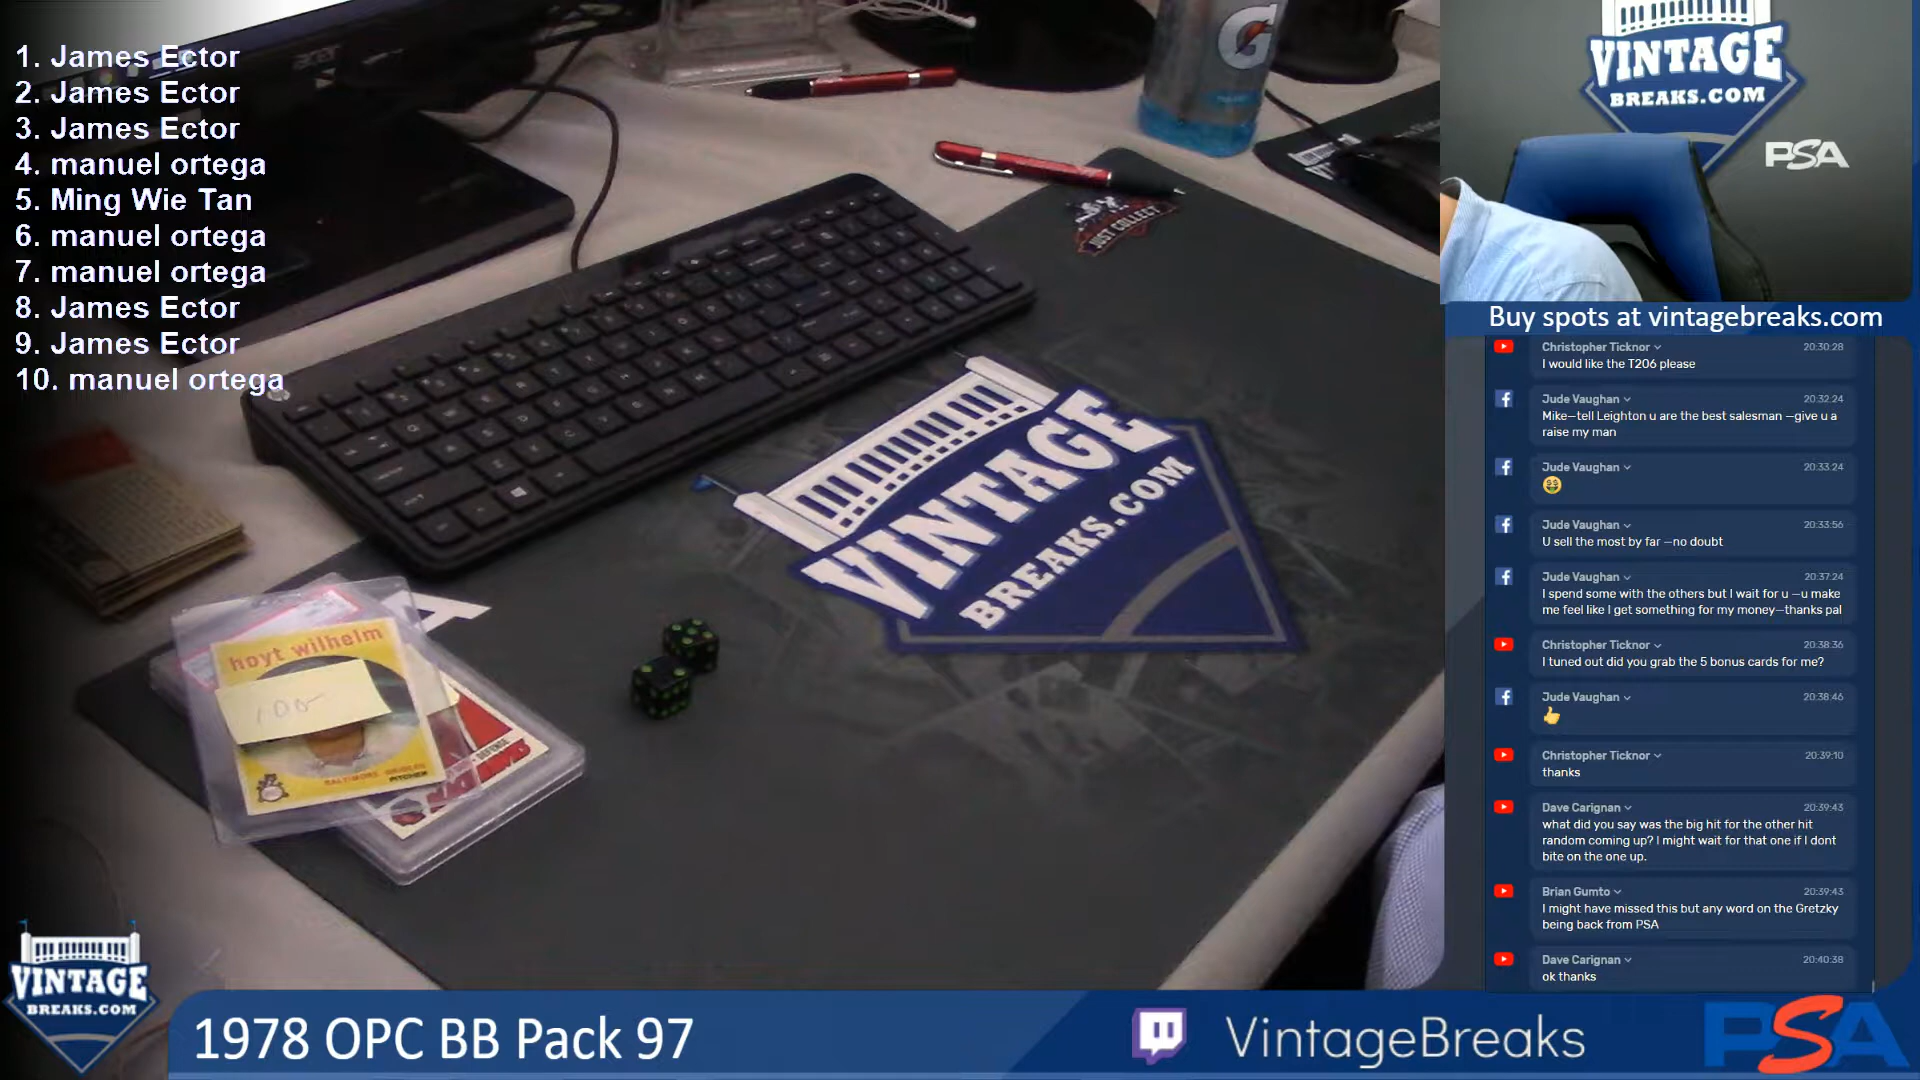 1. James Ector
2. James Ector
3. James Ector
4. manuel ortega
5. Ming Wie Tan
6. manuel ortega
7. manuel ortega
8. James Ector
9. James Ector
10. manuel ortega
acer
G
JUST COLLECT
VINTAGE
BREAKS.COM
hoyt wilhelm
100
BALTIMORE ORIOLES
PITCHER
DEFENSE
A
VINTAGE
BREAKS.COM
PSA
Buy spots at vintagebreaks.com
Christopher Ticknor 20:30:28
I would like the T206 please
Jude Vaughan 20:32:24
Mike—tell Leighton u are the best salesman —give u a
raise my man
Jude Vaughan 20:33:24
Jude Vaughan 20:33:56
U sell the most by far —no doubt
Jude Vaughan 20:37:24
I spend some with the others but I wait for u —u make
me feel like I get something for my money—thanks pal
Christopher Ticknor 20:38:36
I tuned out did you grab the 5 bonus cards for me?
Jude Vaughan 20:38:46
Christopher Ticknor 20:39:10
thanks
Dave Carignan 20:39:43
what did you say was the big hit for the other hit
random coming up? I might wait for that one if I dont
bite on the one up.
Brian Gumto 20:39:43
I might have missed this but any word on the Gretzky
being back from PSA
Dave Carignan 20:40:38
ok thanks
VINTAGE
BREAKS.COM
1978 OPC BB Pack 97
VintageBreaks
PSA